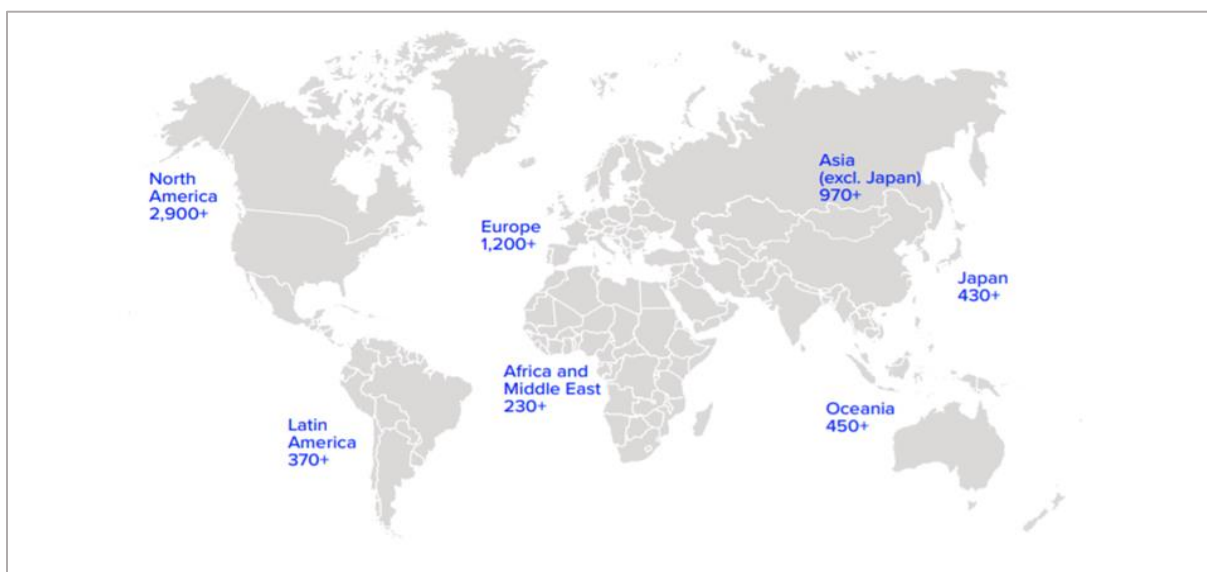 North
America
2,900+
Europe
1,200+
Asia
(excl. Japan)
970+
Japan
430+
Africa and
Middle East
230+
Latin
America
370+
Oceania
450+